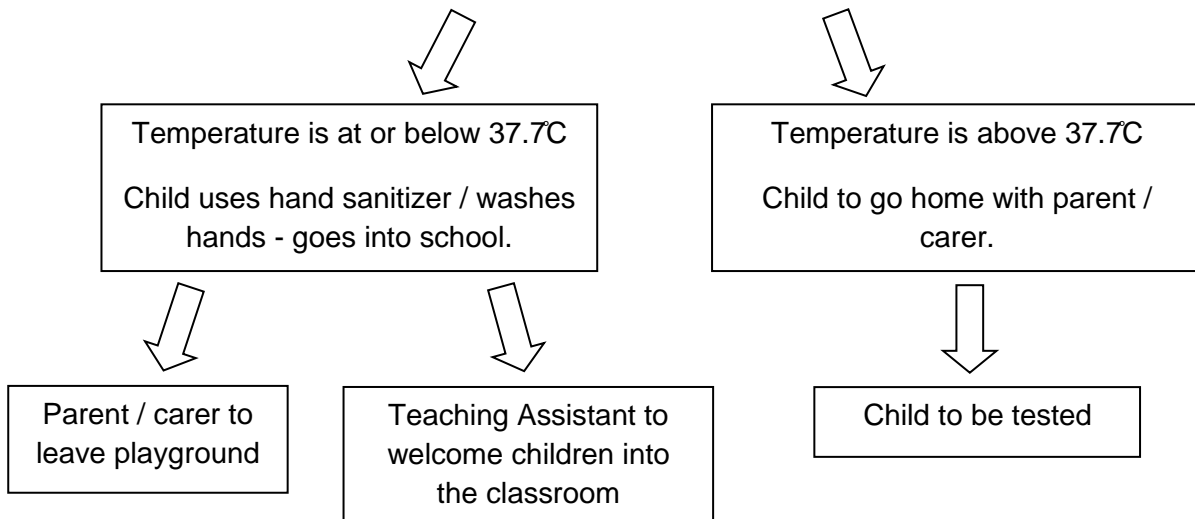 Temperature is at or below 37.7℃
Child uses hand sanitizer / washes
hands - goes into school.
Temperature is above 37.7℃
Child to go home with parent /
carer.
Parent / carer to
leave playground
Teaching Assistant to
welcome children into
the classroom
Child to be tested